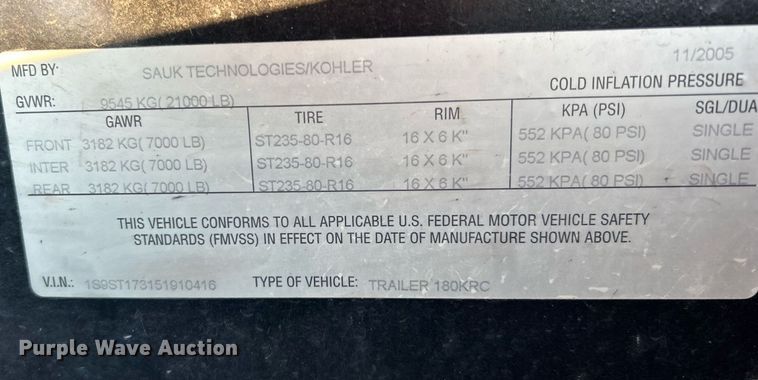 MFD BY: SAUK TECHNOLOGIES/KOHLER 11/2005
GVWR: 9545 KG( 21000 LB) COLD INFLATION PRESSURE
GAWR TIRE RIM KPA (PSI) SGL/DUA
FRONT 3182 KG( 7000 LB) ST235-80-R16 16 X 6 K" 552 KPA( 80 PSI) SINGLE
INTER 3182 KG( 7000 LB) ST235-80-R16 16 X 6 K" 552 KPA( 80 PSI) SINGLE
REAR 3182 KG( 7000 LB) ST235-80-R16 16 X 6 K" 552 KPA( 80 PSI) SINGLE
THIS VEHICLE CONFORMS TO ALL APPLICABLE U.S. FEDERAL MOTOR VEHICLE SAFETY
STANDARDS (FMVSS) IN EFFECT ON THE DATE OF MANUFACTURE SHOWN ABOVE.
V.I.N.: 1S9ST173151910416 TYPE OF VEHICLE: TRAILER 180KRC
Purple Wave Auction